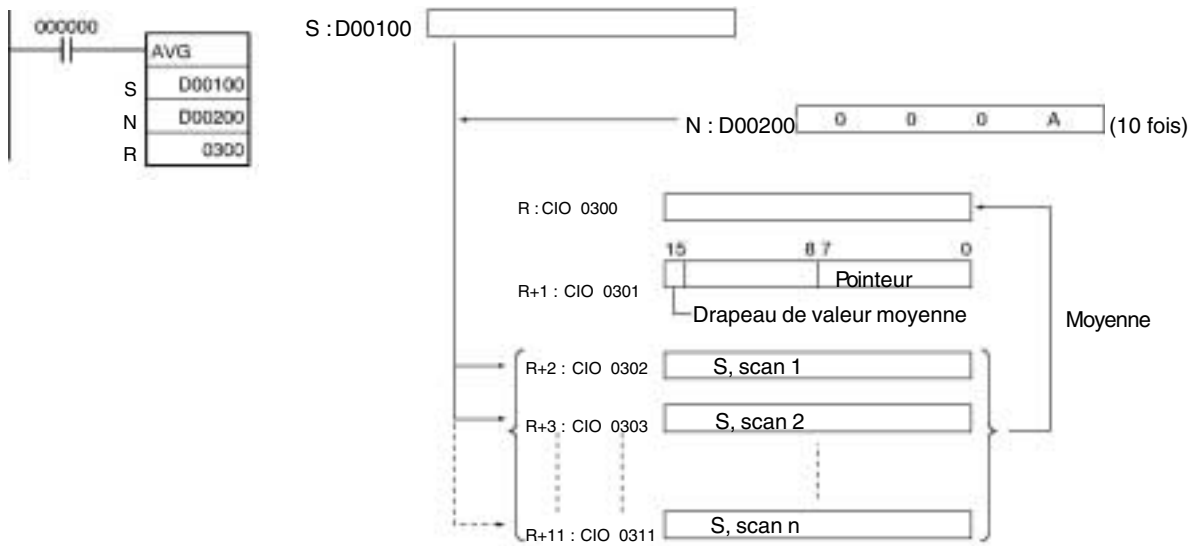 000000
AVG
S D00100
N D00200
R 0300
S : D00100
N : D00200 0 0 0 A (10 fois)
R : CIO 0300
15 8 7 0
R+1 : CIO 0301 Pointeur
Drapeau de valeur moyenne
Moyenne
R+2 : CIO 0302 S, scan 1
R+3 : CIO 0303 S, scan 2
R+11 : CIO 0311 S, scan n